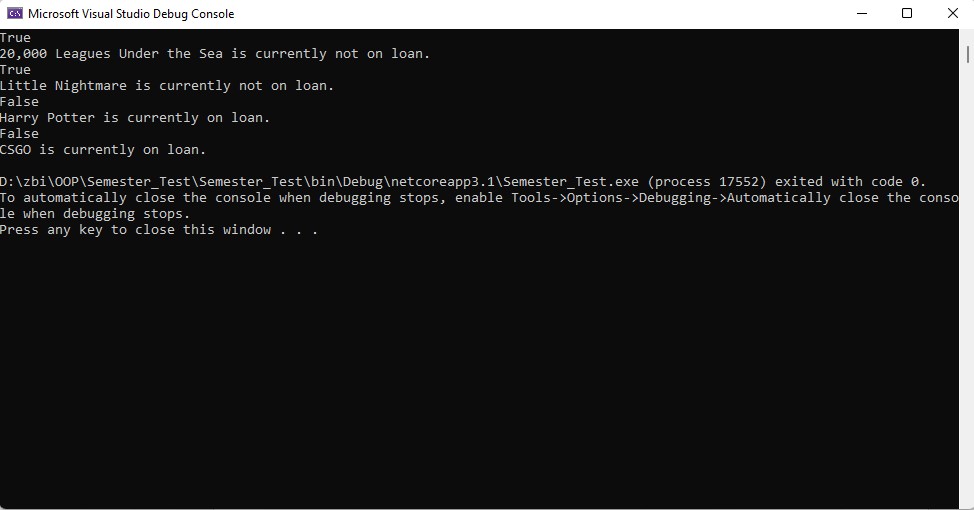 Microsoft Visual Studio Debug Console
True
20,000 Leagues Under the Sea is currently not on loan.
True
Little Nightmare is currently not on loan.
False
Harry Potter is currently on loan.
False
CSGO is currently on loan.
D:\zbi\OOP\Semester_Test\Semester_Test\bin\Debug\netcoreapp3.1\Semester_Test.exe (process 17552) exited with code 0.
To automatically close the console when debugging stops, enable Tools->Options->Debugging->Automatically close the conso
le when debugging stops.
Press any key to close this window . . .